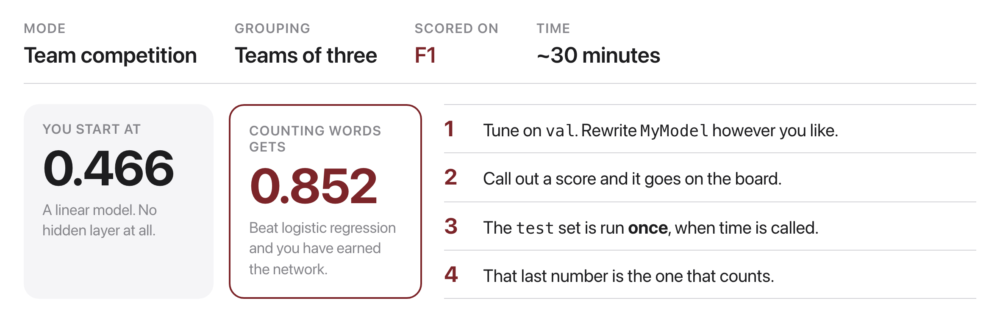 MODE
Team competition
GROUPING
Teams of three
SCORED ON
F1
TIME
~30 minutes
YOU START AT
0.466
A linear model. No
hidden layer at all.
COUNTING WORDS
GETS
0.852
Beat logistic regression
and you have earned
the network.
1 Tune on val. Rewrite MyModel however you like.
2 Call out a score and it goes on the board.
3 The test set is run once, when time is called.
4 That last number is the one that counts.